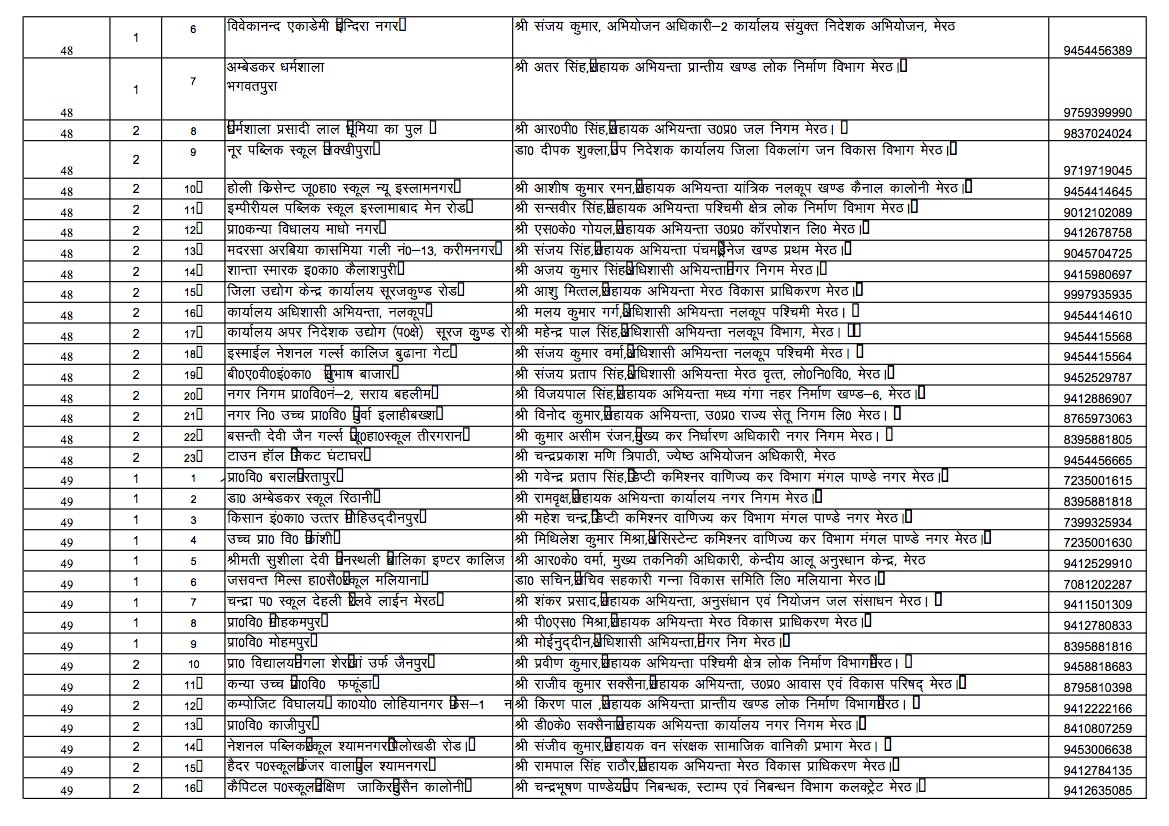 48 1 6 विवेकानन्द एकाडेमी इन्दिरा नगर श्री संजय कुमार, अभियोजन अधिकारी–2 कार्यालय संयुक्त निदेशक अभियोजन, मेरठ 9454456389
48 1 7 अम्बेडकर धर्मशाला श्री अतर सिंह,सहायक अभियन्ता प्रान्तीय खण्ड लोक निर्माण विभाग मेरठ। 9759399990
भगवतपुरा
48 2 8 धर्मशाला प्रसादी लाल भूमिया का पुल श्री आर0पी0 सिंह,सहायक अभियन्ता उ0प्र0 जल निगम मेरठ। 9837024024
48 2 9 नूर पब्लिक स्कूल लक्खीपुरा डा0 दीपक शुक्ला,उप निदेशक कार्यालय जिला विकलांग जन विकास विभाग मेरठ। 9719719045
48 2 10 होली क्रिसेन्ट जू0हा0 स्कूल न्यू इस्लामनगर श्री आशीष कुमार रमन,सहायक अभियन्ता यांत्रिक नलकूप खण्ड कैनाल कालोनी मेरठ। 9454414645
48 2 11 इम्पीरीयल पब्लिक स्कूल इस्लामाबाद मेन रोड श्री सन्सवीर सिंह,सहायक अभियन्ता पश्चिमी क्षेत्र लोक निर्माण विभाग मेरठ। 9012102089
48 2 12 प्रा0कन्या विधालय माधो नगर श्री एस0के0 गोयल,सहायक अभियन्ता उ0प्र0 कॉरपोशन लि0 मेरठ। 9412678758
48 2 13 मदरसा अरबिया कासमिया गली नं0–13, करीमनगर श्री संजय सिंह,सहायक अभियन्ता पंचम ड्रेनेज खण्ड प्रथम मेरठ। 9045704725
48 2 14 शान्ता स्मारक इ0का0 कैलाशपुरी श्री अजय कुमार सिंह अधिशासी अभियन्ता नगर निगम मेरठ। 9415980697
48 2 15 जिला उद्योग केन्द्र कार्यालय सूरजकुण्ड रोड श्री आशु मित्तल,सहायक अभियन्ता मेरठ विकास प्राधिकरण मेरठ। 9997935935
48 2 16 कार्यालय अधिशासी अभियन्ता, नलकूप श्री मलय कुमार गर्ग,अधिशासी अभियन्ता नलकूप पश्चिमी मेरठ। 9454414610
48 2 17 कार्यालय अपर निदेशक उद्योग (प0क्षे) सूरज कुण्ड रो श्री महेन्द्र पाल सिंह,अधिशासी अभियन्ता नलकूप विभाग, मेरठ। 9454415568
48 2 18 इस्माईल नेशनल गर्ल्स कालिज बुढाना गेट श्री संजय कुमार वर्मा,अधिशासी अभियन्ता नलकूप पश्चिमी मेरठ। 9454415564
48 2 19 बी0ए0वी0इं0का0 सुभाष बाजार श्री संजय प्रताप सिंह,अधिशासी अभियन्ता मेरठ वृत्त, लो0नि0वि0, मेरठ। 9452529787
48 2 20 नगर निगम प्रा0वि0नं–2, सराय बहलीम श्री विजयपाल सिंह,सहायक अभियन्ता मध्य गंगा नहर निर्माण खण्ड–6, मेरठ। 9412886907
48 2 21 नगर नि0 उच्च प्रा0वि0 पूर्वा इलाहीबख्श श्री विनोद कुमार,सहायक अभियन्ता, उ0प्र0 राज्य सेतू निगम लि0 मेरठ। 8765973063
48 2 22 बसन्ती देवी जैन गर्ल्स जू0हा0स्कूल तीरगरान श्री कुमार असीम रंजन,मुख्य कर निर्धारण अधिकारी नगर निगम मेरठ। 8395881805
48 2 23 टाउन हॉल निकट घंटाघर श्री चन्द्रप्रकाश मणि त्रिपाठी, ज्येष्ठ अभियोजन अधिकारी, मेरठ 9454456665
49 1 1 प्रा0वि0 बराल परतापुर श्री गवेन्द्र प्रताप सिंह,डिप्टी कमिश्नर वाणिज्य कर विभाग मंगल पाण्डे नगर मेरठ। 7235001615
49 1 2 डा0 अम्बेडकर स्कूल रिठानी श्री रामवृक्ष,सहायक अभियन्ता कार्यालय नगर निगम मेरठ। 8395881818
49 1 3 किसान इं0का0 उत्तर मोहिउद्दीनपुर श्री महेश चन्द्र,डिप्टी कमिश्नर वाणिज्य कर विभाग मंगल पाण्डे नगर मेरठ। 7399325934
49 1 4 उच्च प्रा0 वि0 कांशी श्री मिथिलेश कुमार मिश्रा,असिस्टेन्ट कमिश्नर वाणिज्य कर विभाग मंगल पाण्डे नगर मेरठ। 7235001630
49 1 5 श्रीमती सुशीला देवी वनस्थली बालिका इण्टर कालिज श्री आर0के0 वर्मा, मुख्य तकनिकी अधिकारी, केन्दीय आलू अनुस्धान केन्द्र, मेरठ 9412529910
49 1 6 जसवन्त मिल्स हा0सै0स्कूल मलियाना डा0 सचिन,सचिव सहकारी गन्ना विकास समिति लि0 मलियाना मेरठ। 7081202287
49 1 7 चन्द्रा प0 स्कूल देहली रेलवे लाईन मेरठ श्री शंकर प्रसाद,सहायक अभियन्ता, अनुसंधान एवं नियोजन जल संसाधन मेरठ। 9411501309
49 1 8 प्रा0वि0 मोहकमपुर श्री पी0एस0 मिश्रा,सहायक अभियन्ता मेरठ विकास प्राधिकरण मेरठ। 9412780833
49 1 9 प्रा0वि0 मोहमपुर श्री मोईनुद्दीन,अधिशासी अभियन्ता,नगर निग मेरठ। 8395881816
49 2 10 प्रा0 विद्यालय नंगला शेरखां उर्फ जैनपुर श्री प्रवीण कुमार,सहायक अभियन्ता पश्चिमी क्षेत्र लोक निर्माण विभाग मेरठ। 9458818683
49 2 11 कन्या उच्च प्रा0वि0 फफूंडा श्री राजीव कुमार सक्सैना,सहायक अभियन्ता, उ0प्र0 आवास एवं विकास परिषद् मेरठ। 8795810398
49 2 12 कम्पोजिट विघालय का0यो0 लोहियानगर फेस–1 न श्री किरण पाल ,सहायक अभियन्ता प्रान्तीय खण्ड लोक निर्माण विभाग मेरठ। 9412222166
49 2 13 प्रा0वि0 काजीपुर श्री डी0के0 सक्सैना सहायक अभियन्ता कार्यालय नगर निगम मेरठ। 8410807259
49 2 14 नेशनल पब्लिक स्कूल श्यामनगर पिलोखडी रोड। श्री संजीव कुमार,सहायक वन संरक्षक सामाजिक वानिकी प्रभाग मेरठ। 9453006638
49 2 15 हैदर प0स्कूल कंजर वाला पुल श्यामनगर श्री रामपाल सिंह राठौर,सहायक अभियन्ता मेरठ विकास प्राधिकरण मेरठ। 9412784135
49 2 16 कैपिटल प0स्कूल दक्षिण जाकिर हुसैन कालोनी श्री चन्द्रभूषण पाण्डेय उप निबन्धक, स्टाम्प एवं निबन्धन विभाग कलक्ट्रेट मेरठ। 9412635085